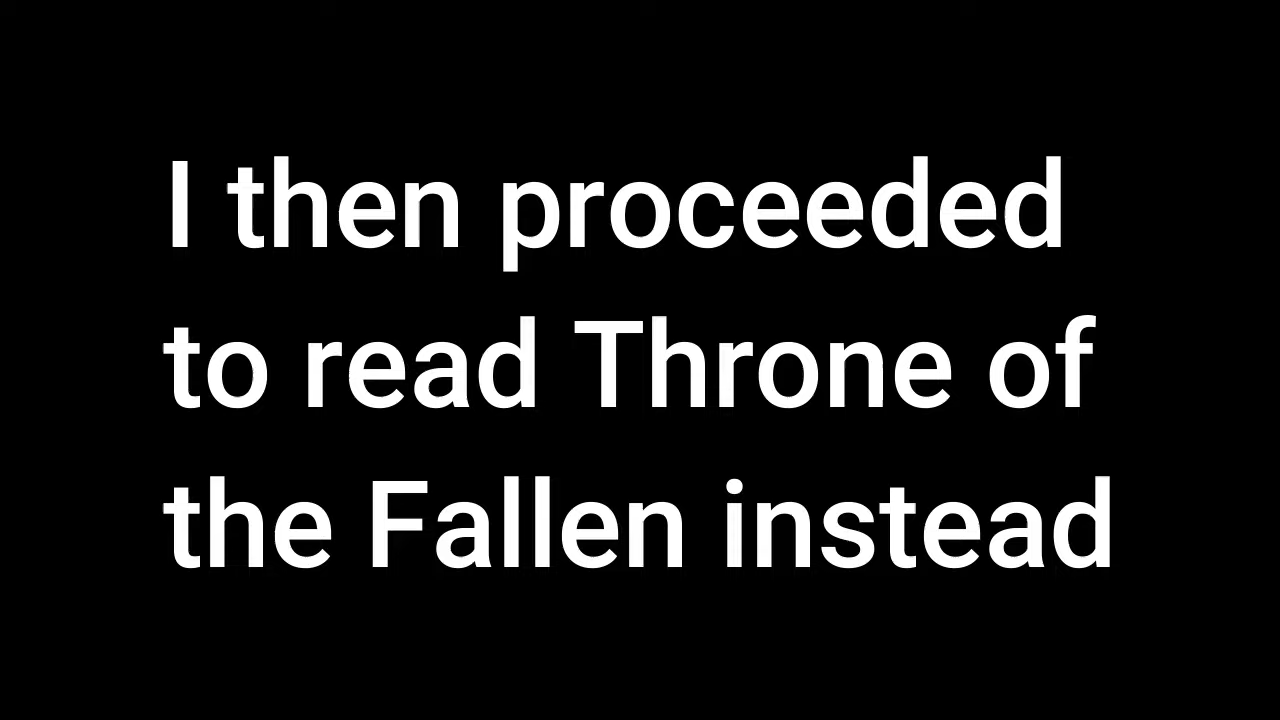 I then proceeded
to read Throne of
the Fallen instead